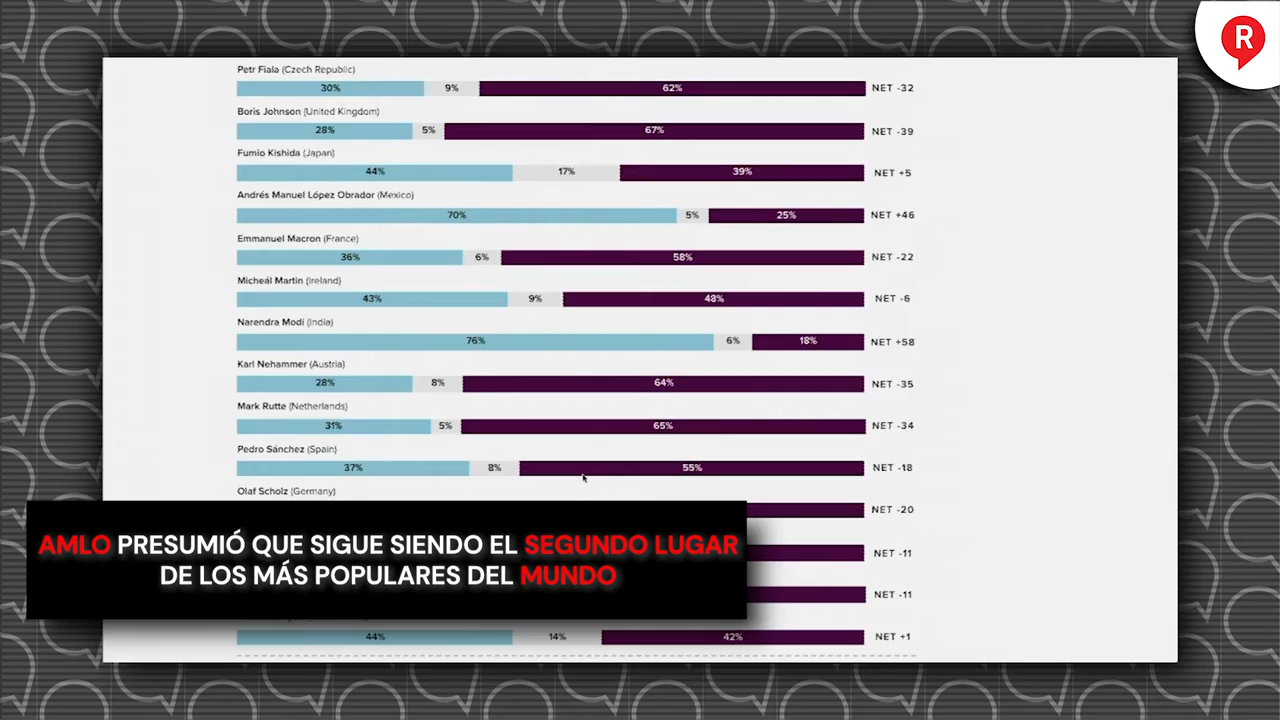 R
Petr Fiala (Czech Republic)
30% 9% 62% NET -32
Boris Johnson (United Kingdom)
28% 5% 67% NET -39
Fumio Kishida (Japan)
44% 17% 39% NET +5
Andrés Manuel López Obrador (Mexico)
70% 5% 25% NET +46
Emmanuel Macron (France)
36% 6% 58% NET -22
Micheál Martin (Ireland)
43% 9% 48% NET -6
Narendra Modi (India)
76% 6% 18% NET +58
Karl Nehammer (Austria)
28% 8% 64% NET -35
Mark Rutte (Netherlands)
31% 5% 65% NET -34
Pedro Sánchez (Spain)
37% 8% 55% NET -18
Olaf Scholz (Germany)
NET -20
NET -11
NET -11
44% 14% 42% NET +1
AMLO PRESUMIÓ QUE SIGUE SIENDO EL SEGUNDO LUGAR
DE LOS MÁS POPULARES DEL MUNDO